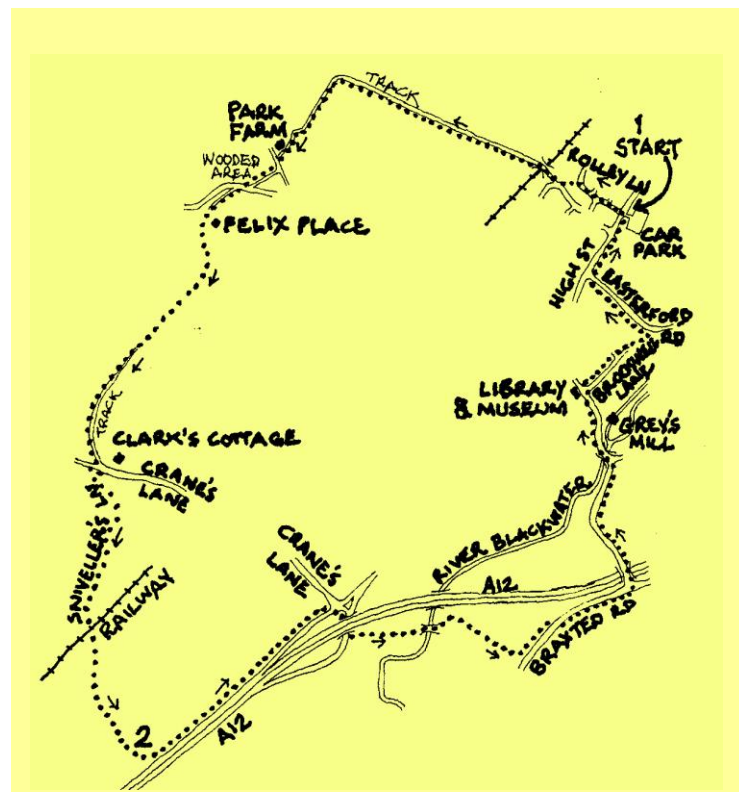 TRACK
PARK
FARM
WOODED
AREA
FELIX PLACE
1
START
ROLLEY LN
CAR
PARK
HIGH ST
EASTERFORD
RD
BROCKWELL
LANE
LIBRARY
& MUSEUM
GREY'S
MILL
TRACK
CLARK'S COTTAGE
CRANE'S
LANE
SNIVELLER'S LN
RAILWAY
CRANE'S
LANE
RIVER BLACKWATER
A12
BRAXTED RD
2
A12